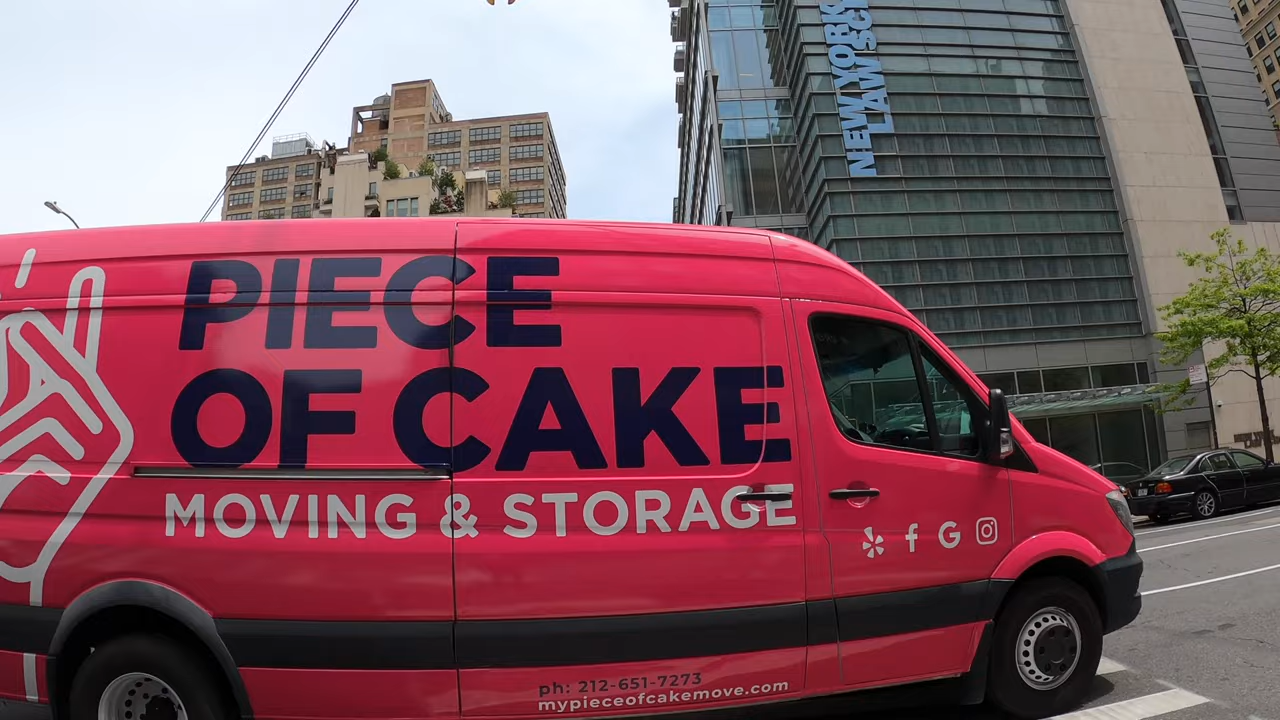 NEW YORK
LAW SCH
PIECE
OF CAKE
MOVING & STORAGE
f G
ph: 212-651-7273
mypieceofcakemove.com